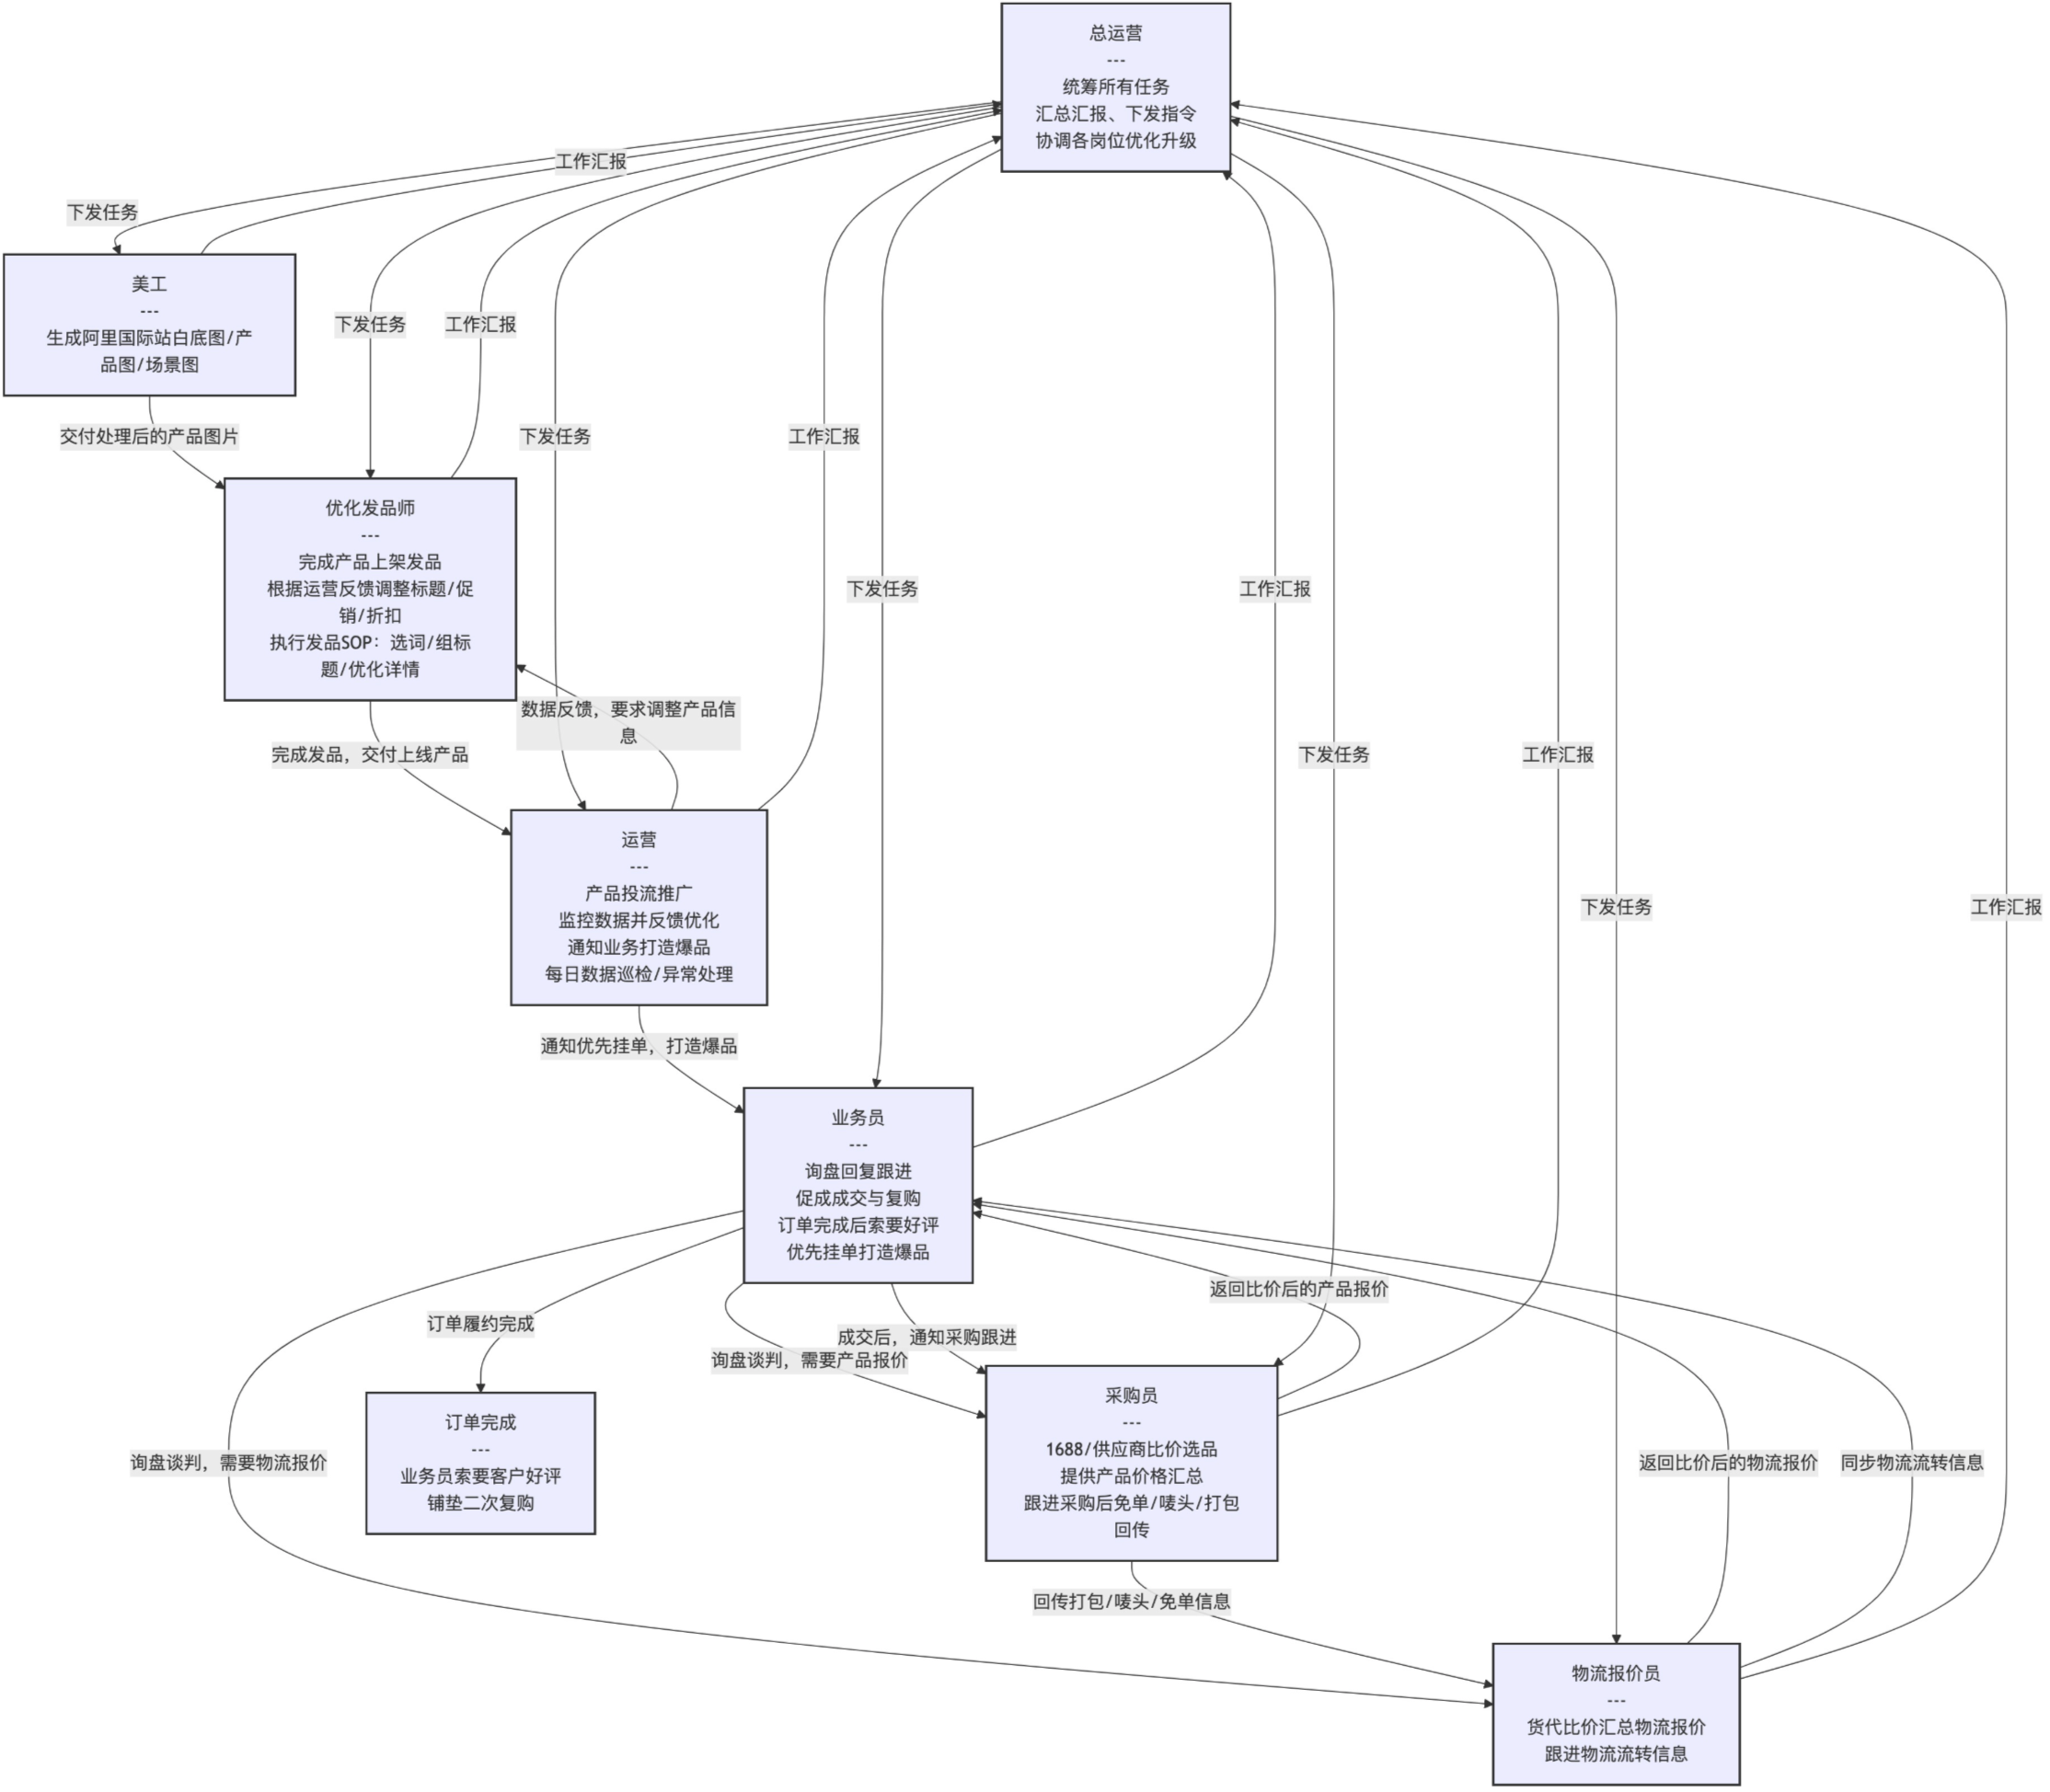 总运营
---
统筹所有任务
汇总汇报、下发指令
协调各岗位优化升级
工作汇报
下发任务
美工
---
生成阿里国际站白底图/产
品图/场景图
下发任务
工作汇报
交付处理后的产品图片
下发任务
工作汇报
优化发品师
---
完成产品上架发品
根据运营反馈调整标题/促
销/折扣
执行发品SOP：选词/组标
题/优化详情
下发任务
工作汇报
数据反馈，要求调整产品信
息
完成发品，交付上线产品
下发任务
工作汇报
运营
---
产品投流推广
监控数据并反馈优化
通知业务打造爆品
每日数据巡检/异常处理
下发任务
工作汇报
通知优先挂单，打造爆品
业务员
---
询盘回复跟进
促成成交与复购
订单完成后索要好评
优先挂单打造爆品
返回比价后的产品报价
订单履约完成
成交后，通知采购跟进
询盘谈判，需要产品报价
订单完成
---
业务员索要客户好评
铺垫二次复购
采购员
---
1688/供应商比价选品
提供产品价格汇总
跟进采购后免单/唛头/打包
回传
询盘谈判，需要物流报价
返回比价后的物流报价
同步物流流转信息
回传打包/唛头/免单信息
物流报价员
---
货代比价汇总物流报价
跟进物流流转信息